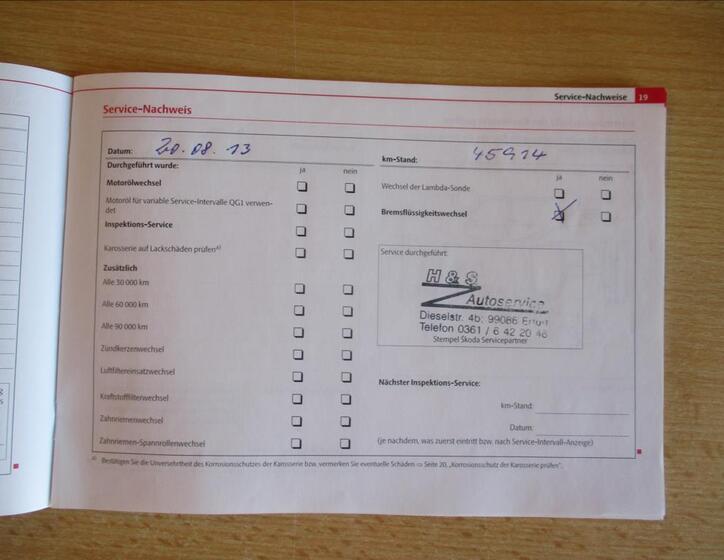 Service-Nachweise 19
Service-Nachweis
Datum: 20.08.13
km-Stand: 45914
Durchgeführt wurde:
ja nein
ja nein
Motorölwechsel
Motoröl für variable Service-Intervalle QG1 verwen-
det
Inspektions-Service
Karosserie auf Lackschäden prüfen⁴⁾
Zusätzlich
Alle 30 000 km
Alle 60 000 km
Alle 90 000 km
Zündkerzenwechsel
Luftfiltereinsatzwechsel
Kraftstofffilterwechsel
Zahnriemenwechsel
Zahnriemen-Spannrollenwechsel
Wechsel der Lambda-Sonde
Bremsflüssigkeitswechsel
Service durchgeführt:
H & S
Autoservice
Dieselstr. 4b, 99086 Erfurt
Telefon 0361 / 6 42 20 46
Stempel Škoda Servicepartner
Nächster Inspektions-Service:
km-Stand:
Datum:
(je nachdem, was zuerst eintritt bzw. nach Service-Intervall-Anzeige)
⁴⁾ Bestätigen Sie die Unversehrtheit des Korrosionsschutzes der Karosserie bzw. vermerken Sie eventuelle Schäden ⇨ Seite 20, „Korrosionsschutz der Karosserie prüfen".